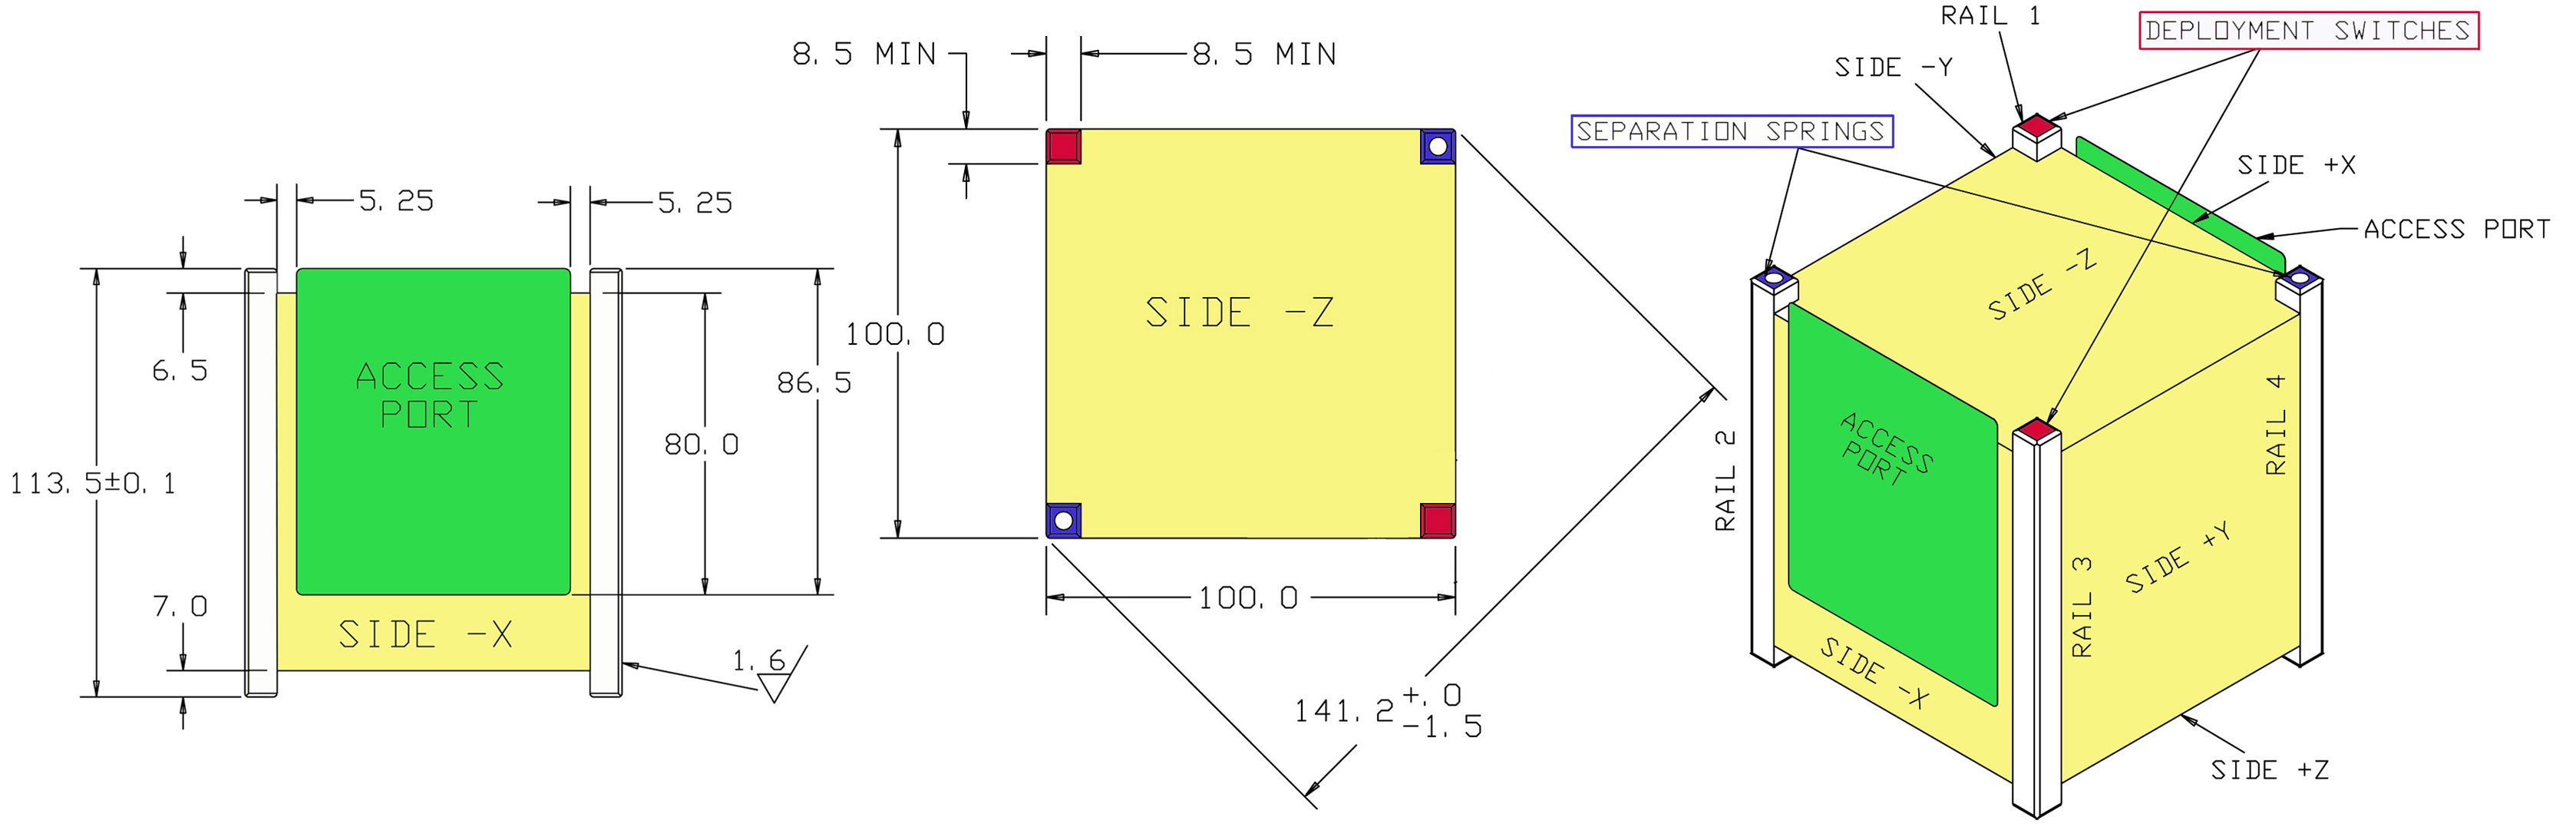 5.25
5.25
6.5
113.5±0.1
7.0
ACCESS
PORT
SIDE -X
80.0
86.5
1.6
8.5 MIN
8.5 MIN
100.0
SIDE -Z
100.0
141.2 +.0
-1.5
RAIL 1
DEPLOYMENT SWITCHES
SIDE -Y
SEPARATION SPRINGS
SIDE +X
ACCESS PORT
SIDE -Z
RAIL 2
ACCESS
PORT
RAIL 4
SIDE +Y
RAIL 3
SIDE -X
SIDE +Z